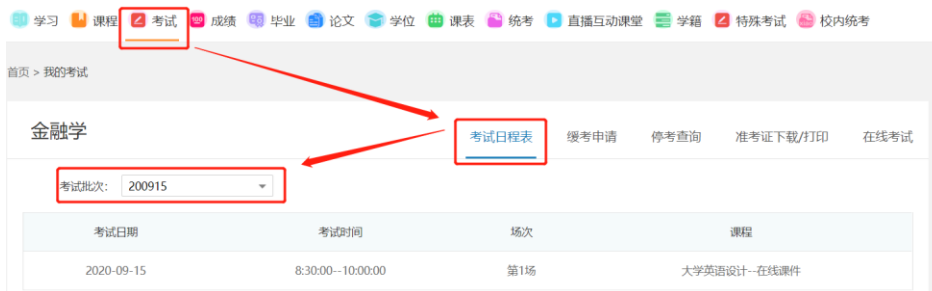 学习 课程 考试 成绩 毕业 论文 学位 课表 统考 直播互动课堂 学籍 特殊考试 校内统考
首页 > 我的考试
金融学 考试日程表 缓考申请 停考查询 准考证下载/打印 在线考试
考试批次： 200915
考试日期 考试时间 场次 课程
2020-09-15 8:30:00--10:00:00 第1场 大学英语设计--在线课件